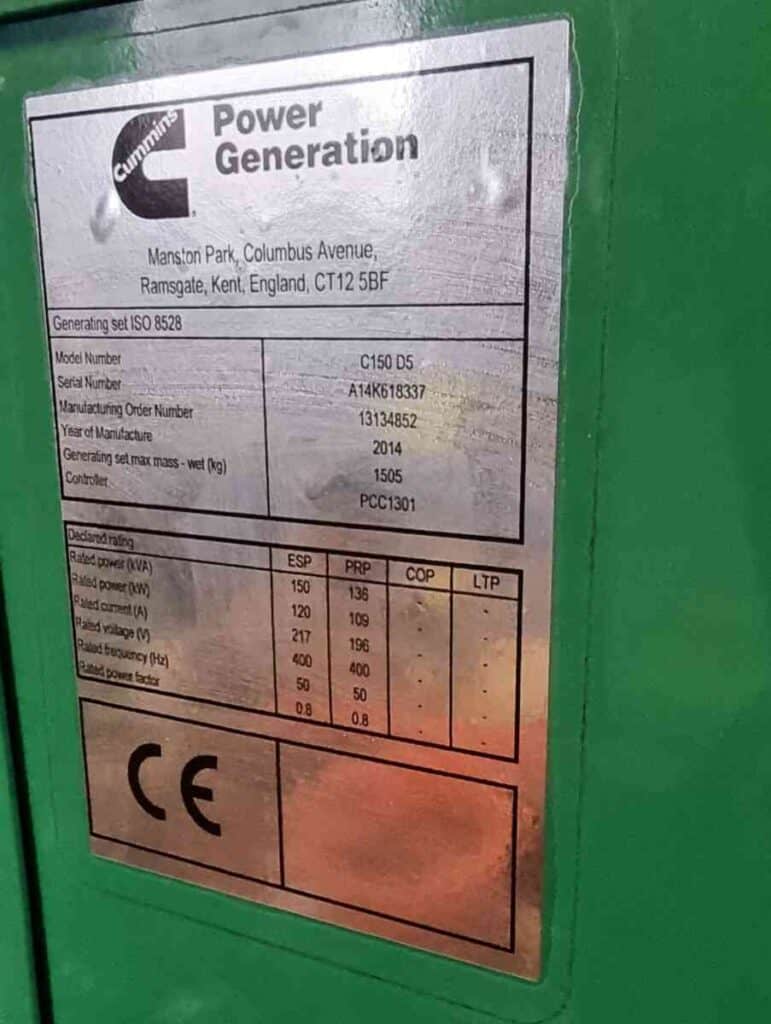 Cummins
Power
Generation
Manston Park, Columbus Avenue,
Ramsgate, Kent, England, CT12 5BF
Generating set ISO 8528
Model Number C150 D5
Serial Number A14K618337
Manufacturing Order Number 13134852
Year of Manufacture 2014
Generating set max mass - wet (kg) 1505
Controller PCC1301
Declared rating ESP PRP COP LTP
Rated power (kVA) 150 136 - -
Rated power (kW) 120 109 - -
Rated current (A) 217 196 - -
Rated voltage (V) 400 400 - -
Rated frequency (Hz) 50 50 - -
Rated power factor 0.8 0.8 - -
CE